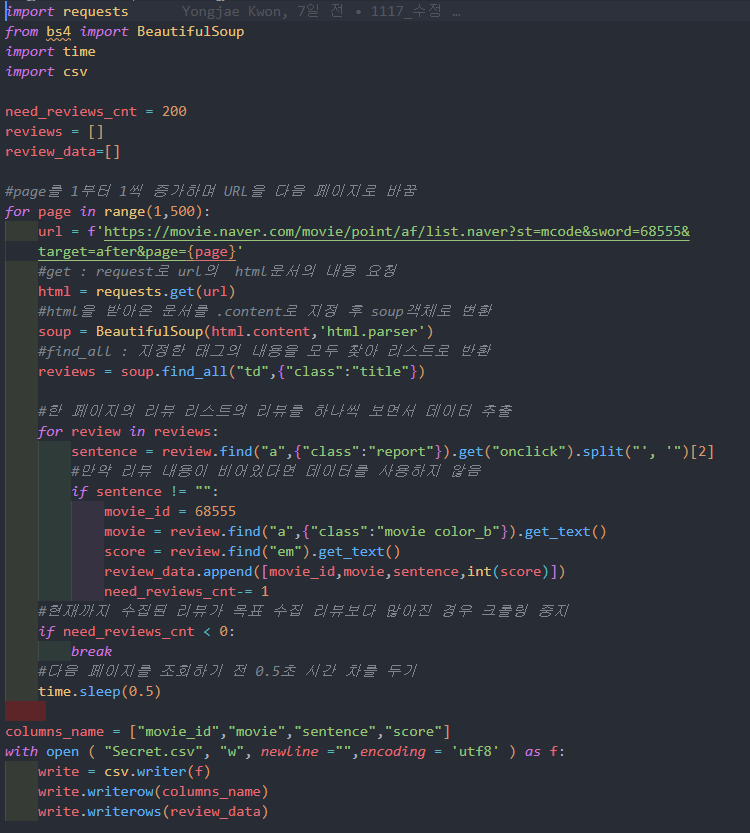 import requests Yongjae Kwon, 7일 전 • 1117_수정 …
from bs4 import BeautifulSoup
import time
import csv
need_reviews_cnt = 200
reviews = []
review_data=[]
#page를 1부터 1씩 증가하며 URL을 다음 페이지로 바꿈
for page in range(1,500):
url = f'https://movie.naver.com/movie/point/af/list.naver?st=mcode&sword=68555&
target=after&page={page}'
#get : request로 url의  html문서의 내용 요청
html = requests.get(url)
#html을 받아온 문서를 .content로 지정 후 soup객체로 변환
soup = BeautifulSoup(html.content,'html.parser')
#find_all : 지정한 태그의 내용을 모두 찾아 리스트로 반환
reviews = soup.find_all("td",{"class":"title"})
#한 페이지의 리뷰 리스트의 리뷰를 하나씩 보면서 데이터 추출
for review in reviews:
sentence = review.find("a",{"class":"report"}).get("onclick").split("', '")[2]
#만약 리뷰 내용이 비어있다면 데이터를 사용하지 않음
if sentence != "":
movie_id = 68555
movie = review.find("a",{"class":"movie color_b"}).get_text()
score = review.find("em").get_text()
review_data.append([movie_id,movie,sentence,int(score)])
need_reviews_cnt-= 1
#현재까지 수집된 리뷰가 목표 수집 리뷰보다 많아진 경우 크롤링 중지
if need_reviews_cnt < 0:
break
#다음 페이지를 조회하기 전 0.5초 시간 차를 두기
time.sleep(0.5)
columns_name = ["movie_id","movie","sentence","score"]
with open ( "Secret.csv", "w", newline ="",encoding = 'utf8' ) as f:
write = csv.writer(f)
write.writerow(columns_name)
write.writerows(review_data)